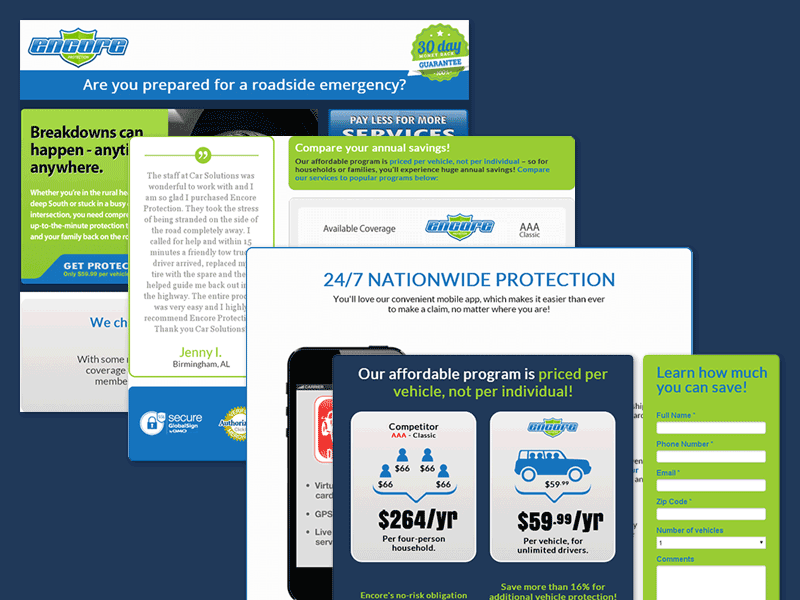 encore
30 day
MONEY BACK
GUARANTEE
Are you prepared for a roadside emergency?
Breakdowns can
happen - anyti
anywhere.
Whether you're in the rural he
deep South or stuck in a busy
intersection, you need compre
up-to-the-minute protection t
and your family back on the ro
GET PROTEC
Only $59.99 per vehicle
PAY LESS FOR MORE
SERVICES
We ch
With some
coverage
membe
The staff at Car Solutions was
wonderful to work with and I
am so glad I purchased Encore
Protection. They took the stress
of being stranded on the side of
the road completely away. I
called for help and within 15
minutes a friendly tow truc
driver arrived, replaced m
tire with the spare and the
helped guide me back out in
the highway. The entire proc
was very easy and I highl
recommend Encore Protectio
Thank you Car Solutions!
Jenny I.
Birmingham, AL
secure
GlobalSign
by GMO
Authoriz
Compare your annual savings!
Our affordable program is priced per vehicle, not per individual – so for
households or families, you'll experience huge annual savings! Compare
our services to popular programs below:
Available Coverage
encore
AAA
Classic
24/7 NATIONWIDE PROTECTION
You'll love our convenient mobile app, which makes it easier than ever
to make a claim, no matter where you are!
CARRIER
Virtu
card
GPS
Live
serv
Our affordable program is priced per
vehicle, not per individual!
Competitor
AAA - Classic
$66
$66
$66
$66
$264/yr
Per four-person
household.
encore
$59.99
$59.99/yr
Per vehicle, for
unlimited drivers.
Encore's no-risk obligation
Save more than 16% for
additional vehicle protection!
Learn how much
you can save!
Full Name *
Phone Number *
Email *
Zip Code *
Number of vehicles
1
Comments